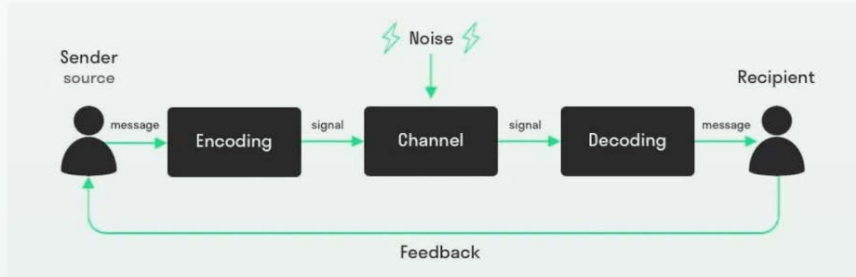 Noise
Sender
source
Recipient
message
Encoding
signal
Channel
signal
Decoding
message
Feedback